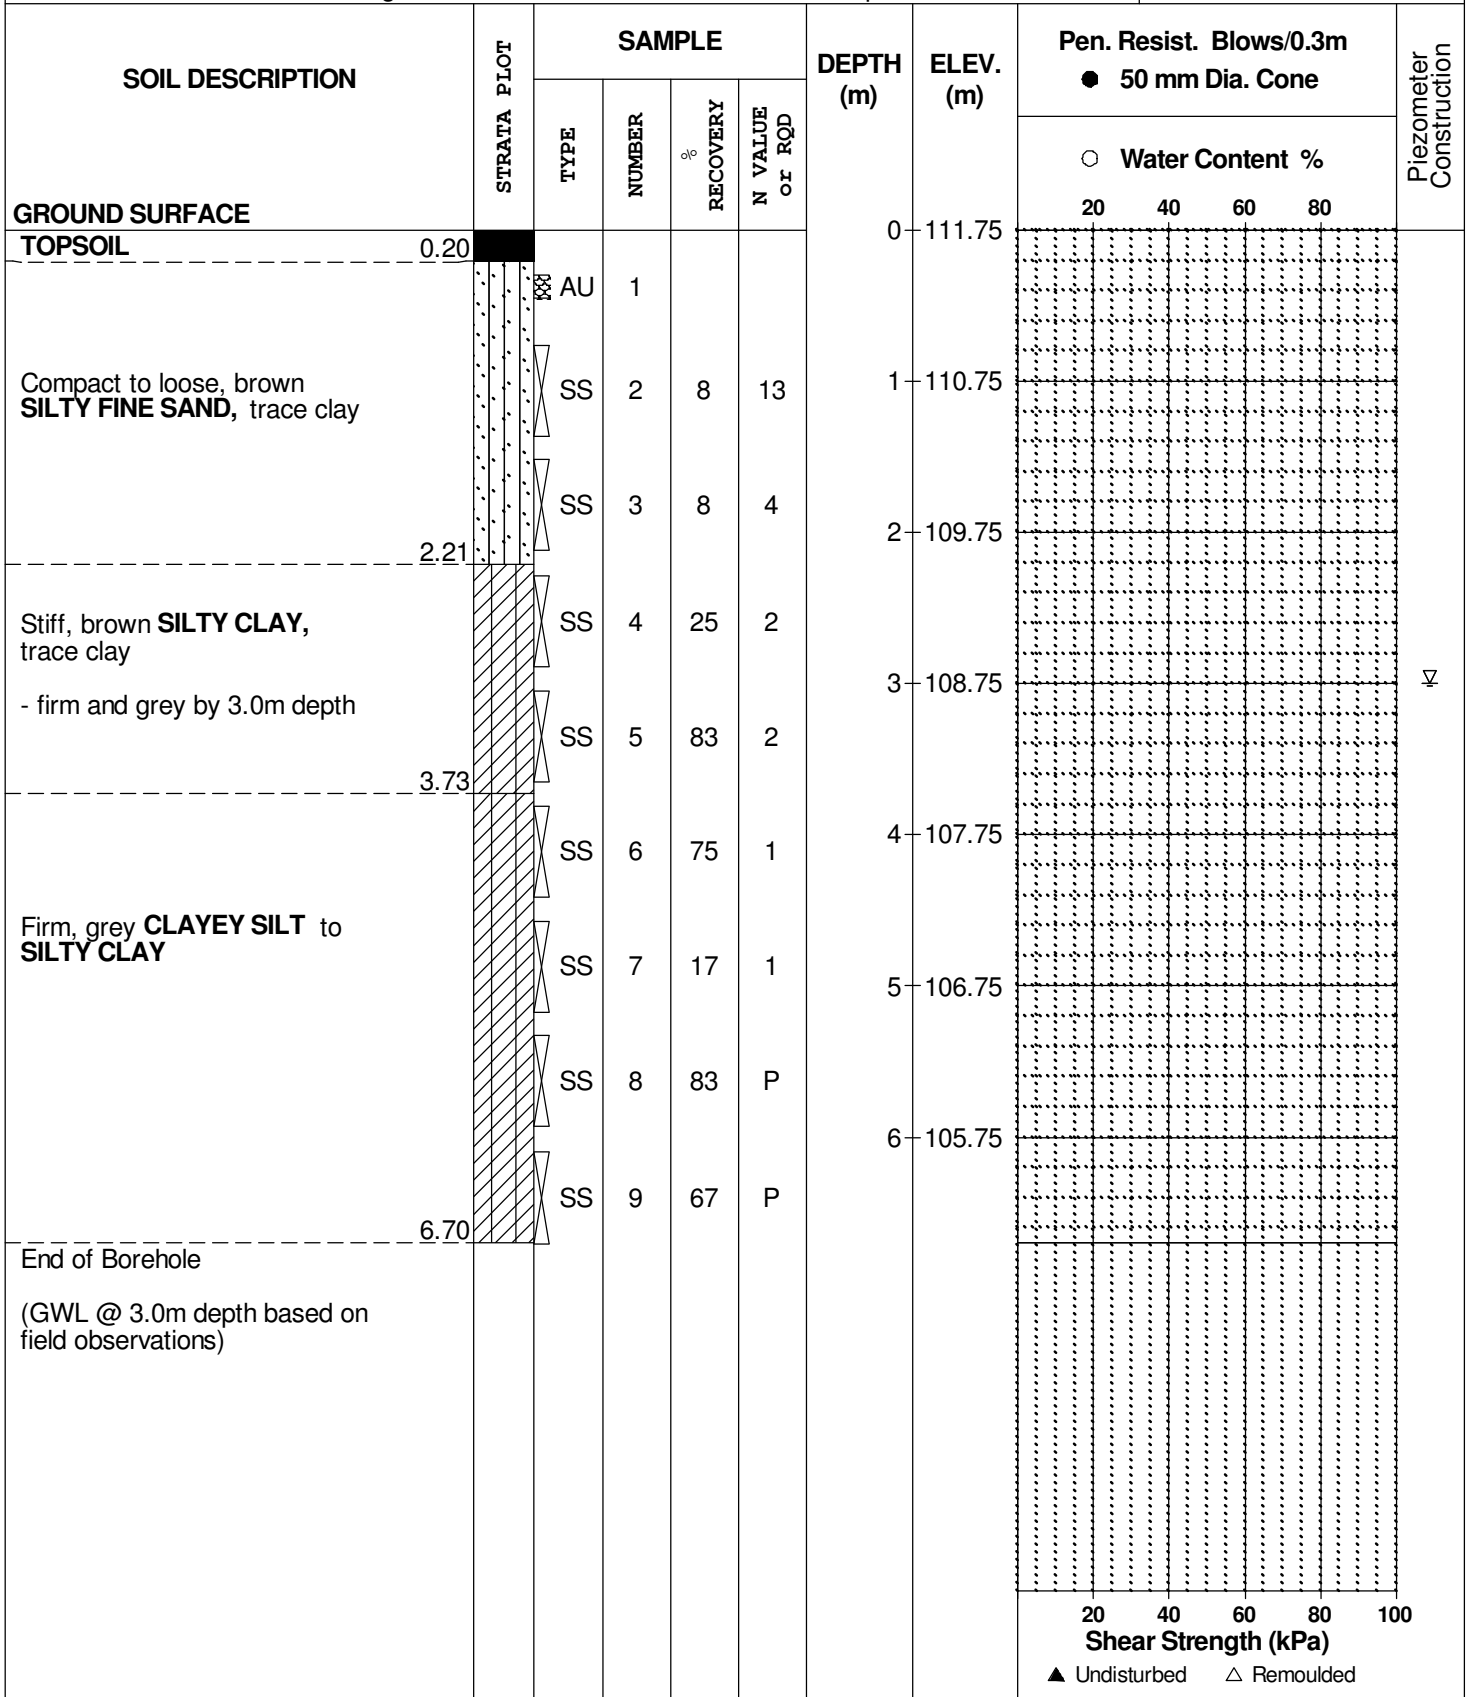 SOIL DESCRIPTION
STRATA PLOT
SAMPLE
TYPE
NUMBER
% RECOVERY
N VALUE or RQD
DEPTH (m)
ELEV. (m)
Pen. Resist. Blows/0.3m
● 50 mm Dia. Cone
○ Water Content %
20 40 60 80
Piezometer Construction
GROUND SURFACE
0 111.75
TOPSOIL 0.20
AU 1
Compact to loose, brown
SILTY FINE SAND, trace clay
SS 2 8 13
1 110.75
SS 3 8 4
2 109.75
2.21
Stiff, brown SILTY CLAY,
trace clay
SS 4 25 2
- firm and grey by 3.0m depth
3 108.75
SS 5 83 2
3.73
4 107.75
SS 6 75 1
Firm, grey CLAYEY SILT to
SILTY CLAY
SS 7 17 1
5 106.75
SS 8 83 P
6 105.75
SS 9 67 P
6.70
End of Borehole
(GWL @ 3.0m depth based on
field observations)
20 40 60 80 100
Shear Strength (kPa)
▲ Undisturbed △ Remoulded